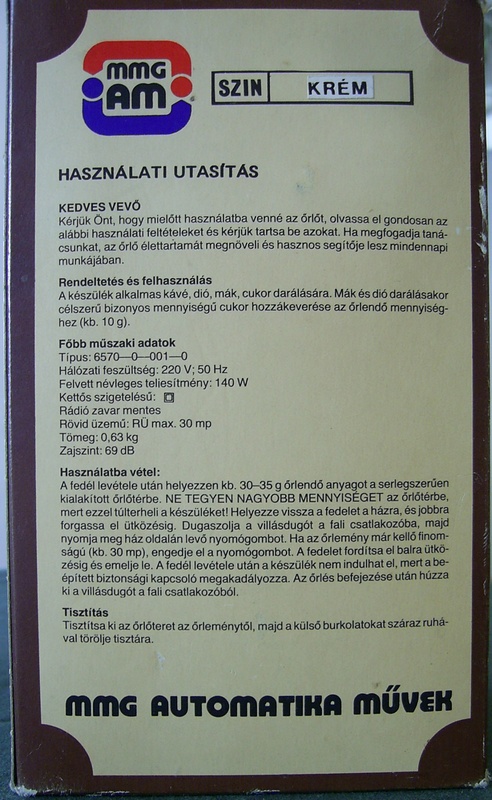 mmG
AM
SZIN KRÉM
HASZNÁLATI UTASÍTÁS
KEDVES VEVŐ
Kérjük Önt, hogy mielőtt használatba venné az őrlőt, olvassa el gondosan az
alábbi használati feltételeket és kérjük tartsa be azokat. Ha megfogadja taná-
csunkat, az őrlő élettartamát megnöveli és hasznos segítője lesz mindennapi
munkájában.
Rendeltetés és felhasználás
A készülék alkalmas kávé, dió, mák, cukor darálására. Mák és dió darálásakor
célszerű bizonyos mennyiségű cukor hozzákeverése az őrlendő mennyiség-
hez (kb. 10 g).
Főbb műszaki adatok
Típus: 6570—0—001—0
Hálózati feszültség: 220 V; 50 Hz
Felvett névleges teliesítmény: 140 W
Kettős szigetelésű:
Rádió zavar mentes
Rövid üzemű: RÜ max. 30 mp
Tömeg: 0,63 kg
Zajszint: 69 dB
Használatba vétel:
A fedél levétele után helyezzen kb. 30–35 g őrlendő anyagot a serlegszerűen
kialakított őrlőtérbe. NE TEGYEN NAGYOBB MENNYISÉGET az őrlőtérbe,
mert ezzel túlterheli a készüléket! Helyezze vissza a fedelet a házra, és jobbra
forgassa el ütközésig. Dugaszolja a villásdugót a fali csatlakozóba, majd
nyomja meg ház oldalán levő nyomógombot. Ha az őrlemény már kellő finom-
ságú (kb. 30 mp), engedje el a nyomógombot. A fedelet fordítsa el balra ütkö-
zésig és emelje le. A fedél levétele után a készülék nem indulhat el, mert a be-
épített biztonsági kapcsoló megakadályozza. Az őrlés befejezése után húzza
ki a villásdugót a fali csatlakozóból.
Tisztítás
Tisztítsa ki az őrlőteret az őrleménytől, majd a külső burkolatokat száraz ruhá-
val törölje tisztára.
mmG AUTOMATIKA MŰVEK